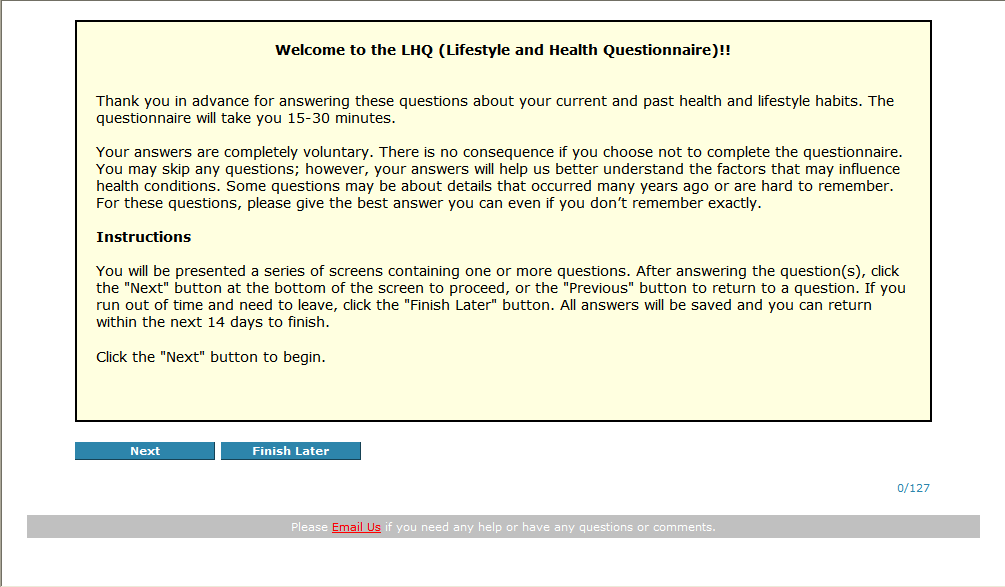 Welcome to the LHQ (Lifestyle and Health Questionnaire)!!
Thank you in advance for answering these questions about your current and past health and lifestyle habits. The
questionnaire will take you 15-30 minutes.
Your answers are completely voluntary. There is no consequence if you choose not to complete the questionnaire.
You may skip any questions; however, your answers will help us better understand the factors that may influence
health conditions. Some questions may be about details that occurred many years ago or are hard to remember.
For these questions, please give the best answer you can even if you don’t remember exactly.
Instructions
You will be presented a series of screens containing one or more questions. After answering the question(s), click
the "Next" button at the bottom of the screen to proceed, or the "Previous" button to return to a question. If you
run out of time and need to leave, click the "Finish Later" button. All answers will be saved and you can return
within the next 14 days to finish.
Click the "Next" button to begin.
Next Finish Later
0/127
Please Email Us if you need any help or have any questions or comments.